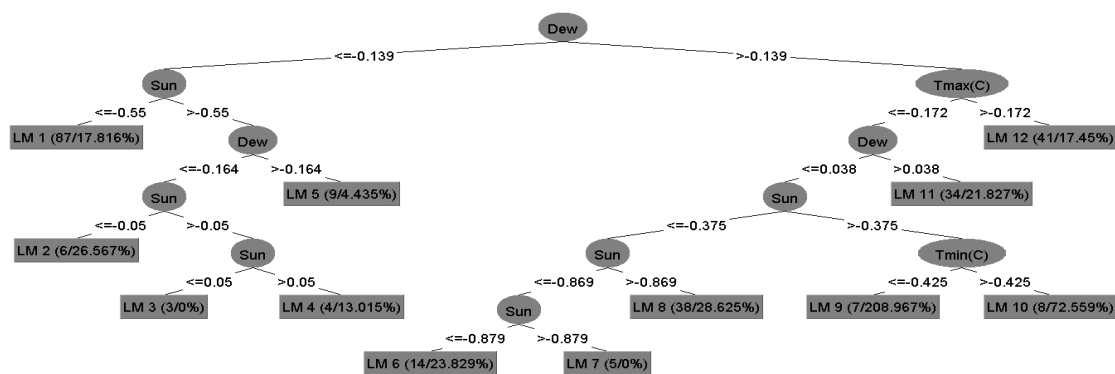 Dew
<=-0.139 >-0.139
Sun Tmax(C)
<=-0.55 >-0.55 <=-0.172 >-0.172
LM 1 (87/17.816%) Dew Dew LM 12 (41/17.45%)
<=-0.164 >-0.164 <=0.038 >0.038
Sun LM 5 (9/4.435%) Sun LM 11 (34/21.827%)
<=-0.05 >-0.05 <=-0.375 >-0.375
LM 2 (6/26.567%) Sun Sun Tmin(C)
<=0.05 >0.05 <=-0.869 >-0.869 <=-0.425 >-0.425
LM 3 (3/0%) LM 4 (4/13.015%) Sun LM 8 (38/28.625%) LM 9 (7/208.967%) LM 10 (8/72.559%)
<=-0.879 >-0.879
LM 6 (14/23.829%) LM 7 (5/0%)